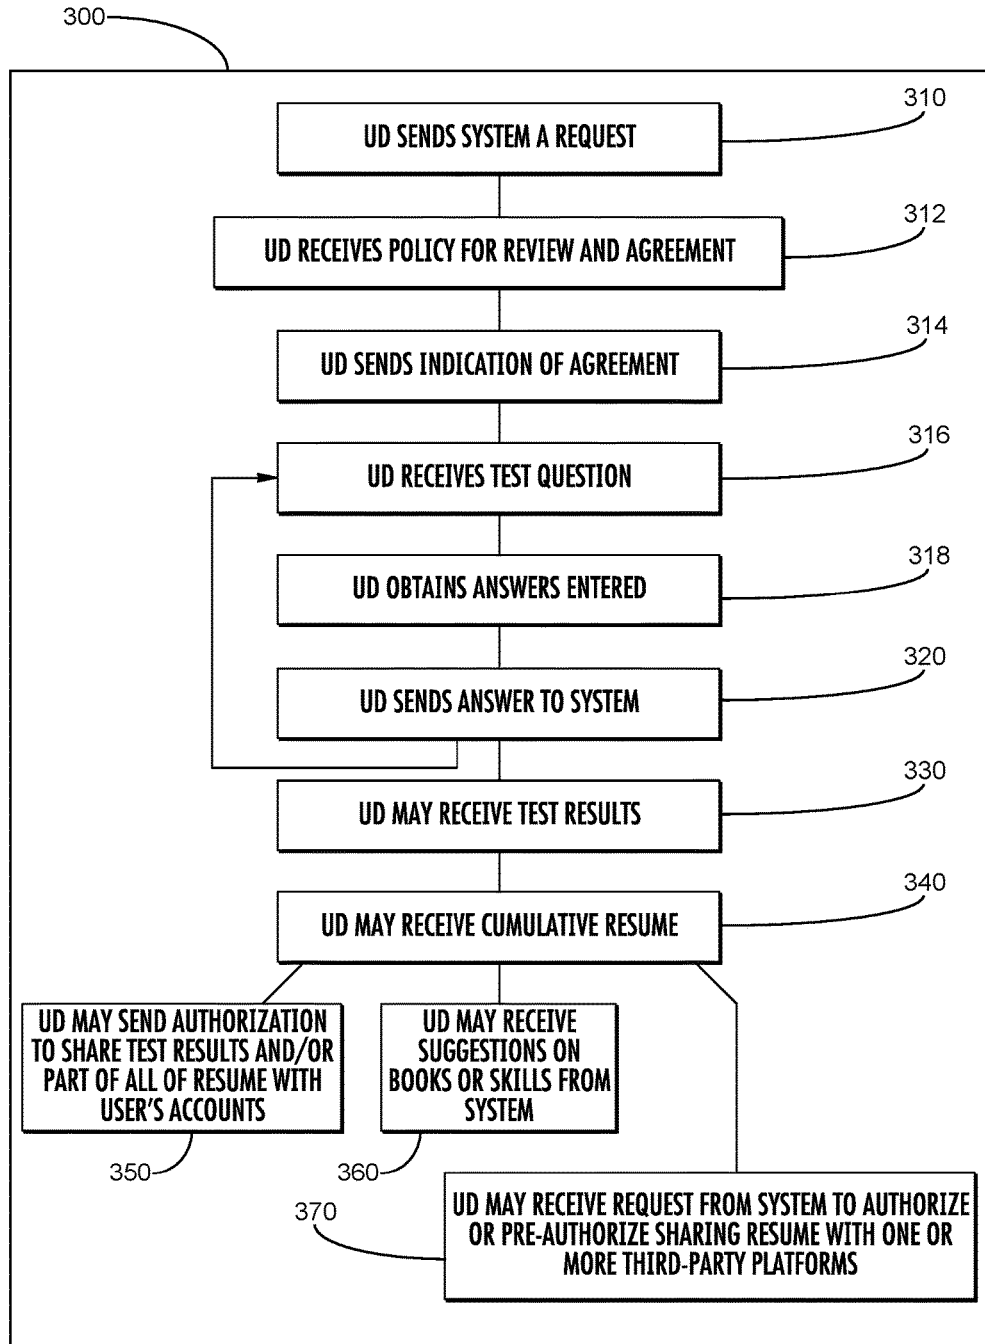 300
310
UD SENDS SYSTEM A REQUEST
312
UD RECEIVES POLICY FOR REVIEW AND AGREEMENT
314
UD SENDS INDICATION OF AGREEMENT
316
UD RECEIVES TEST QUESTION
318
UD OBTAINS ANSWERS ENTERED
320
UD SENDS ANSWER TO SYSTEM
330
UD MAY RECEIVE TEST RESULTS
340
UD MAY RECEIVE CUMULATIVE RESUME
UD MAY SEND AUTHORIZATION
TO SHARE TEST RESULTS AND/OR
PART OF ALL OF RESUME WITH
USER'S ACCOUNTS
350
UD MAY RECEIVE
SUGGESTIONS ON
BOOKS OR SKILLS FROM
SYSTEM
360
370
UD MAY RECEIVE REQUEST FROM SYSTEM TO AUTHORIZE
OR PRE-AUTHORIZE SHARING RESUME WITH ONE OR
MORE THIRD-PARTY PLATFORMS